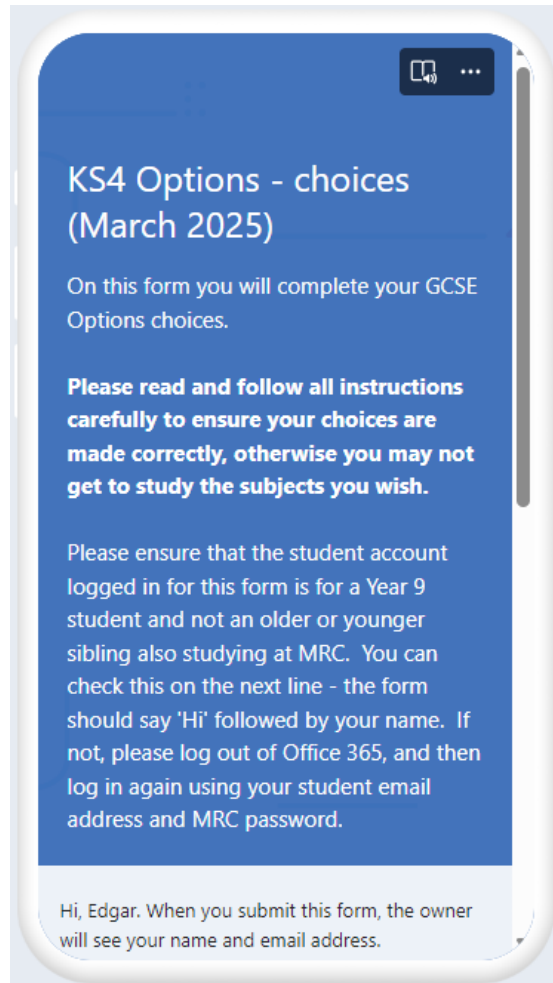 KS4 Options - choices
(March 2025)
On this form you will complete your GCSE
Options choices.
Please read and follow all instructions
carefully to ensure your choices are
made correctly, otherwise you may not
get to study the subjects you wish.
Please ensure that the student account
logged in for this form is for a Year 9
student and not an older or younger
sibling also studying at MRC.  You can
check this on the next line - the form
should say 'Hi' followed by your name.  If
not, please log out of Office 365, and then
log in again using your student email
address and MRC password.
Hi, Edgar. When you submit this form, the owner
will see your name and email address.